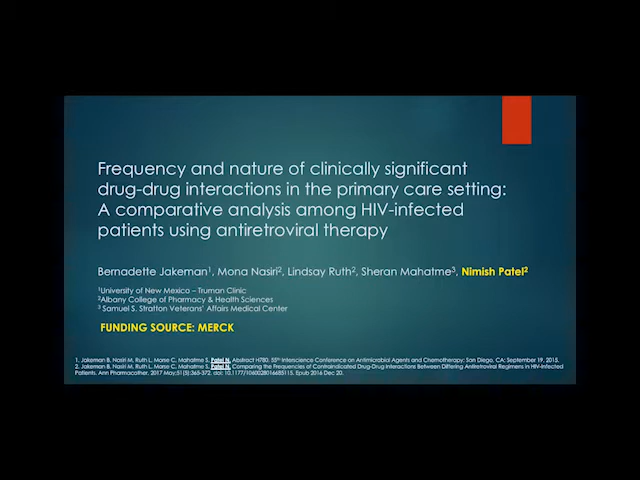 Frequency and nature of clinically significant
drug-drug interactions in the primary care setting:
A comparative analysis among HIV-infected
patients using antiretroviral therapy
Bernadette Jakeman¹, Mona Nasiri², Lindsay Ruth², Sheran Mahatme³, Nimish Patel²
¹University of New Mexico – Truman Clinic
²Albany College of Pharmacy & Health Sciences
³ Samuel S. Stratton Veterans' Affairs Medical Center
FUNDING SOURCE: MERCK
1. Jakeman B, Nasiri M, Ruth L, Marse C, Mahatme S, Patel N. Abstract H780. 55th Interscience Conference on Antimicrobial Agents and Chemotherapy; San Diego, CA; September 19, 2015.
2. Jakeman B, Nasiri M, Ruth L, Marse C, Mahatme S, Patel N. Comparing the Frequencies of Contraindicated Drug-Drug Interactions Between Differing Antiretroviral Regimens in HIV-Infected
Patients. Ann Pharmacother. 2017 May;51(5):365-372. doi: 10.1177/1060028016685115. Epub 2016 Dec 20.